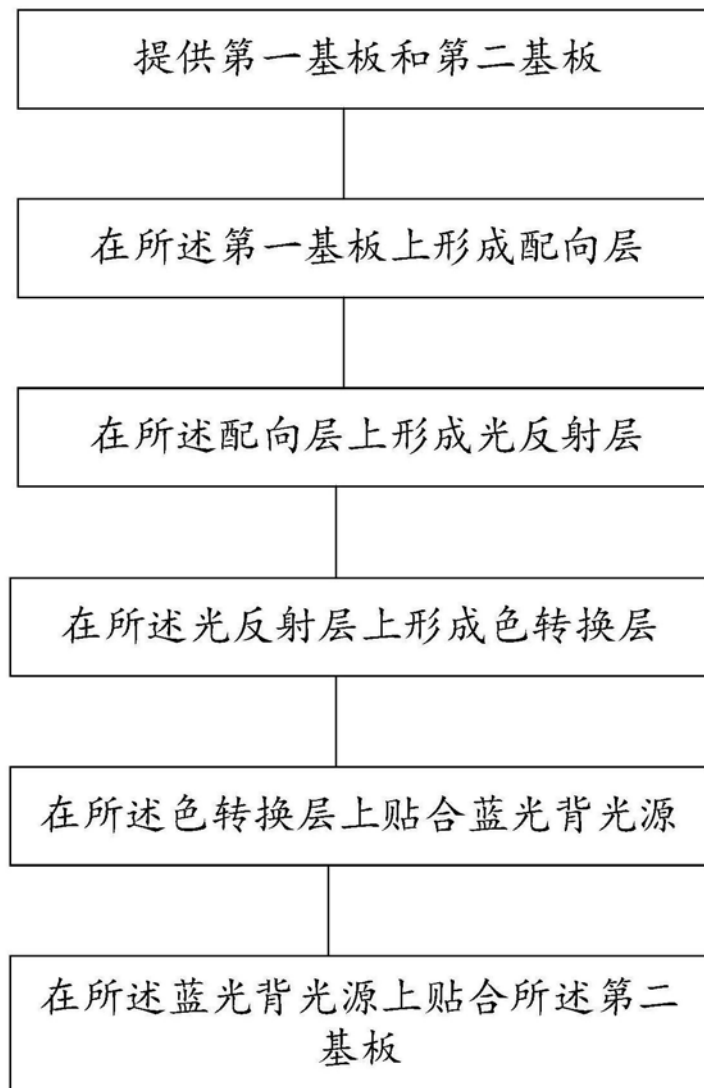 提供第一基板和第二基板
在所述第一基板上形成配向层
在所述配向层上形成光反射层
在所述光反射层上形成色转换层
在所述色转换层上贴合蓝光背光源
在所述蓝光背光源上贴合所述第二
基板